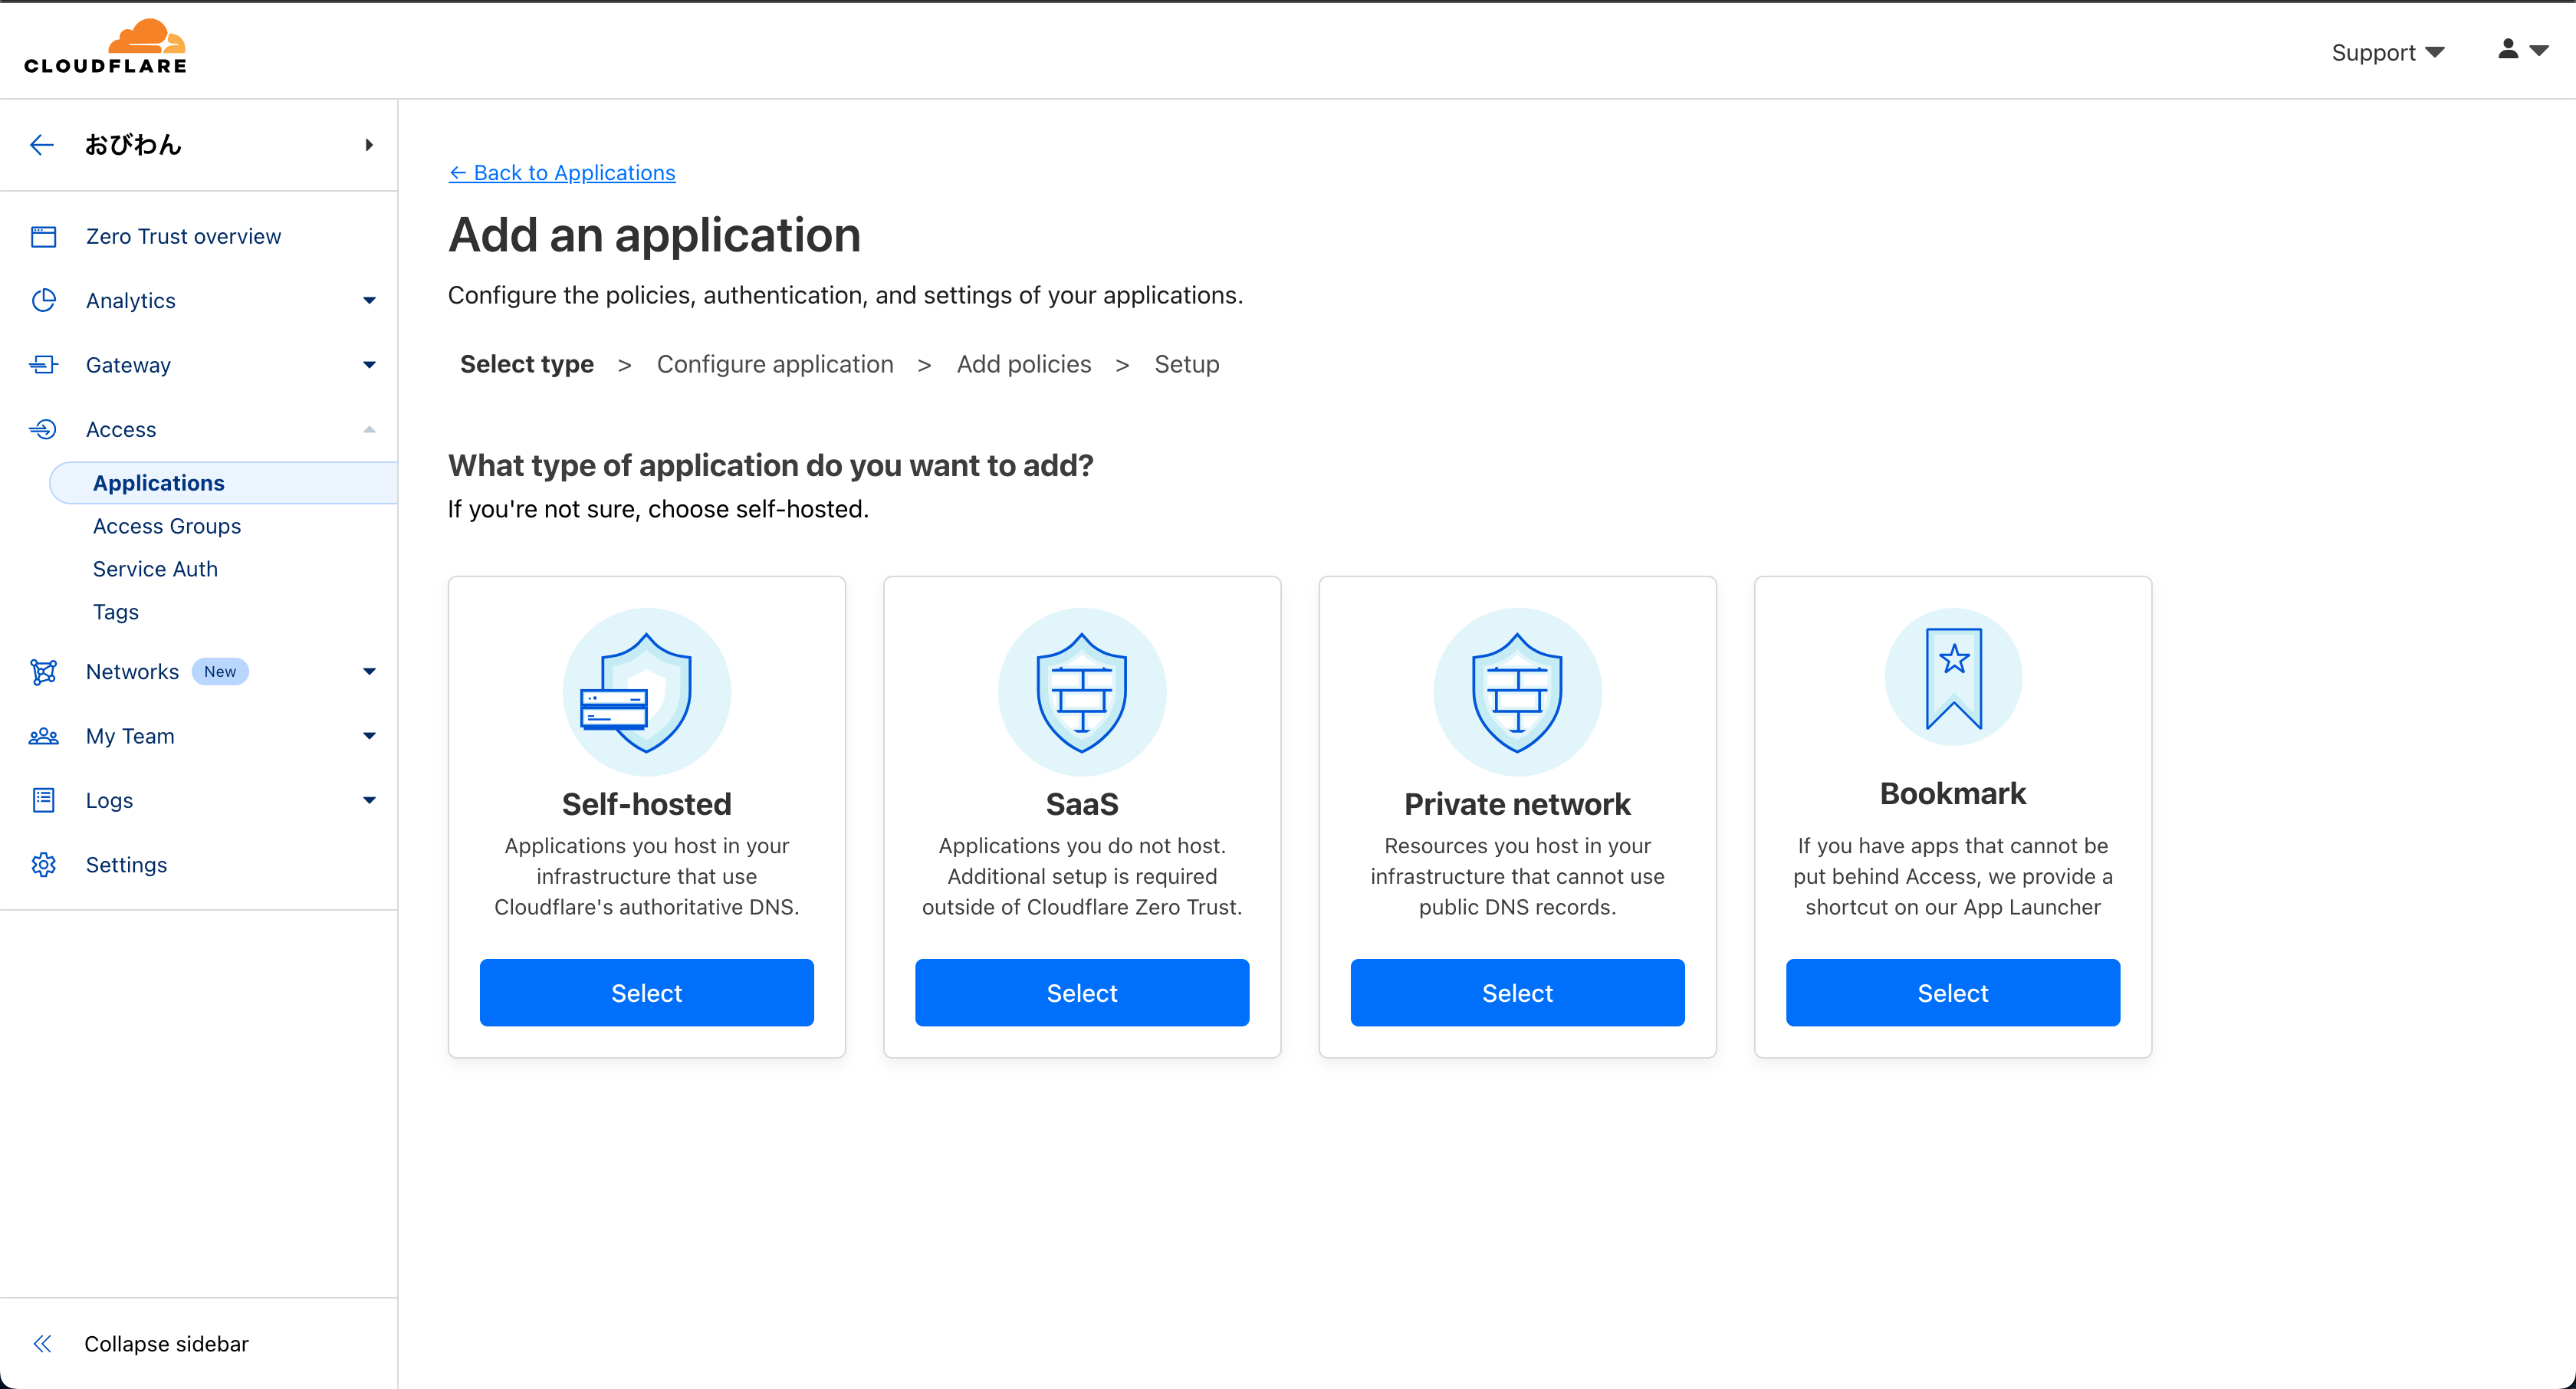 CLOUDFLARE
Support
おびわん
Zero Trust overview
Analytics
Gateway
Access
Applications
Access Groups
Service Auth
Tags
Networks New
My Team
Logs
Settings
Collapse sidebar
← Back to Applications
Add an application
Configure the policies, authentication, and settings of your applications.
Select type > Configure application > Add policies > Setup
What type of application do you want to add?
If you're not sure, choose self-hosted.
Self-hosted
Applications you host in your
infrastructure that use
Cloudflare's authoritative DNS.
Select
SaaS
Applications you do not host.
Additional setup is required
outside of Cloudflare Zero Trust.
Select
Private network
Resources you host in your
infrastructure that cannot use
public DNS records.
Select
Bookmark
If you have apps that cannot be
put behind Access, we provide a
shortcut on our App Launcher
Select